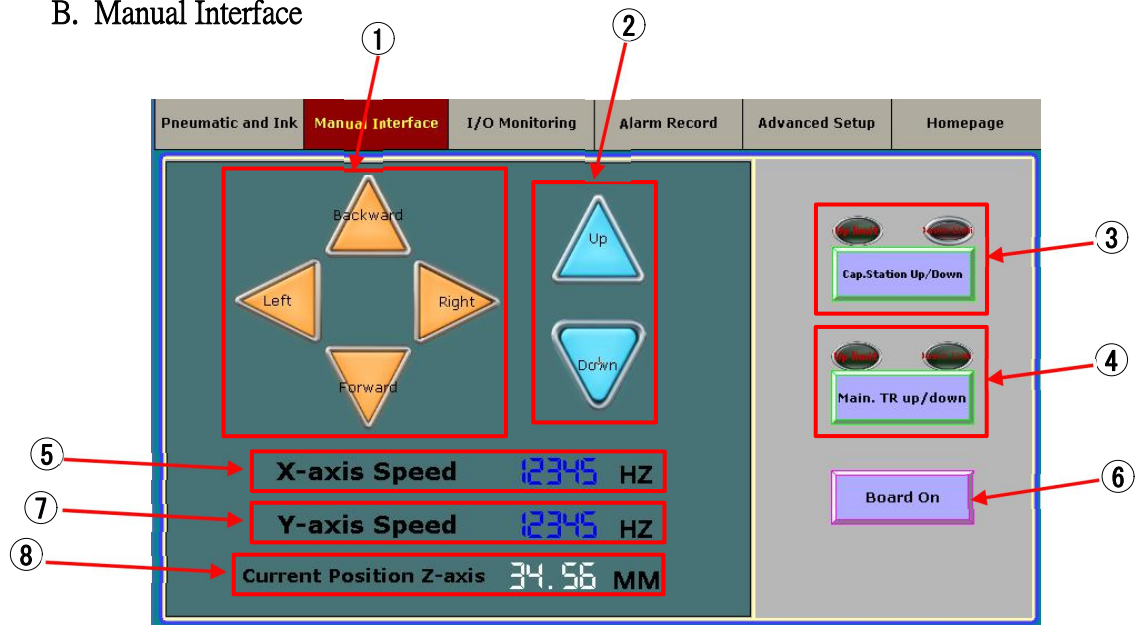 B. Manual Interface
①
②
Pneumatic and Ink
Manual Interface
I/O Monitoring
Alarm Record
Advanced Setup
Homepage
Backward
Left
Right
Forward
Up
Down
③
Cap.Station Up/Down
④
Main. TR up/down
⑤
X-axis Speed 12345 HZ
⑥
Board On
⑦
Y-axis Speed 12345 HZ
⑧
Current Position Z-axis 34.56 MM